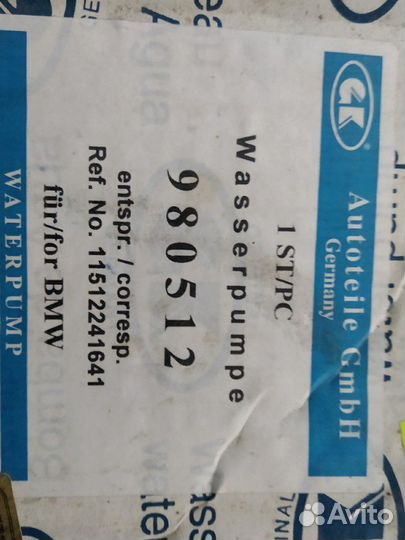 GK
®
Autoteile GmbH
Germany
1 ST/PC
Wasserpumpe
980512
entspr. / corresp.
Ref. No. 11512241641
für/for BMW
WATERPUMP
Avito